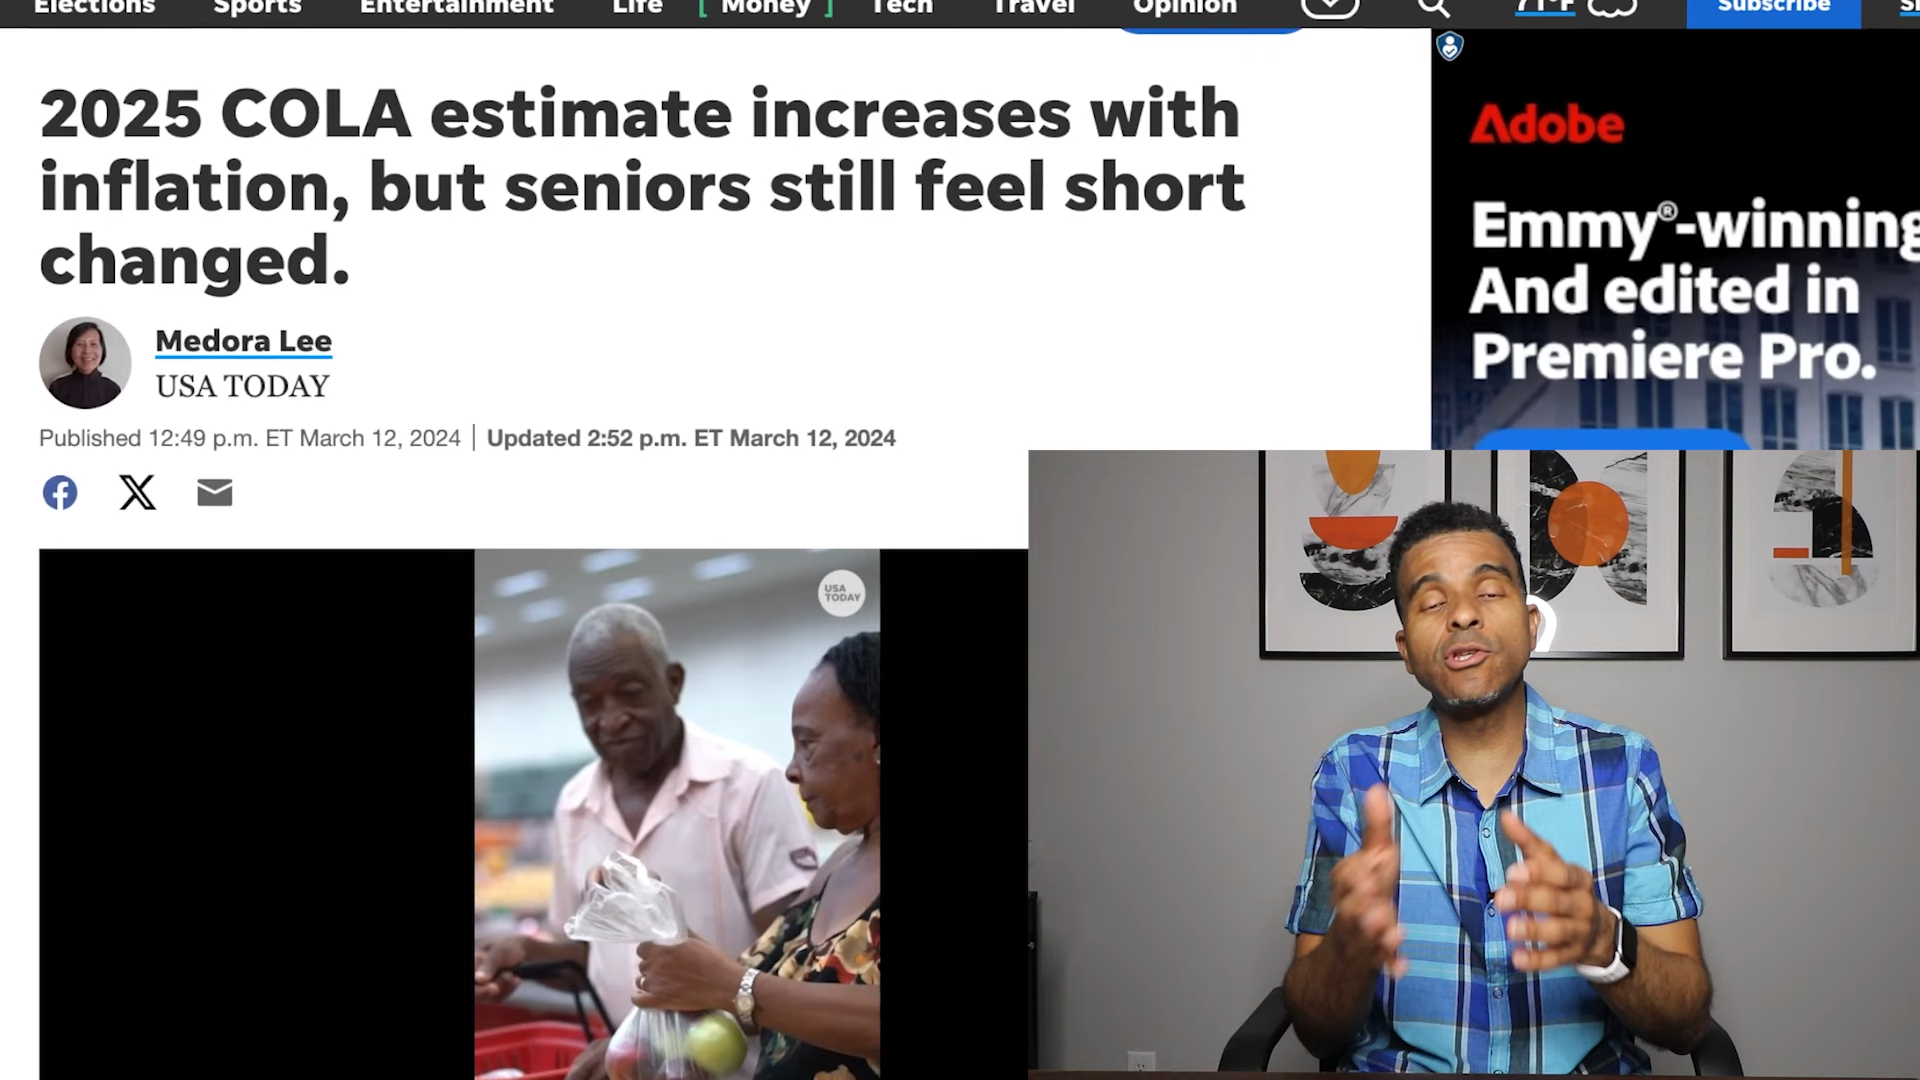 Elections Sports Entertainment Life [ Money ] Tech Travel Opinion 71°F Subscribe
2025 COLA estimate increases with
inflation, but seniors still feel short
changed.
Medora Lee
USA TODAY
Published 12:49 p.m. ET March 12, 2024 | Updated 2:52 p.m. ET March 12, 2024
USA
TODAY
Adobe
Emmy®-winning
And edited in
Premiere Pro.